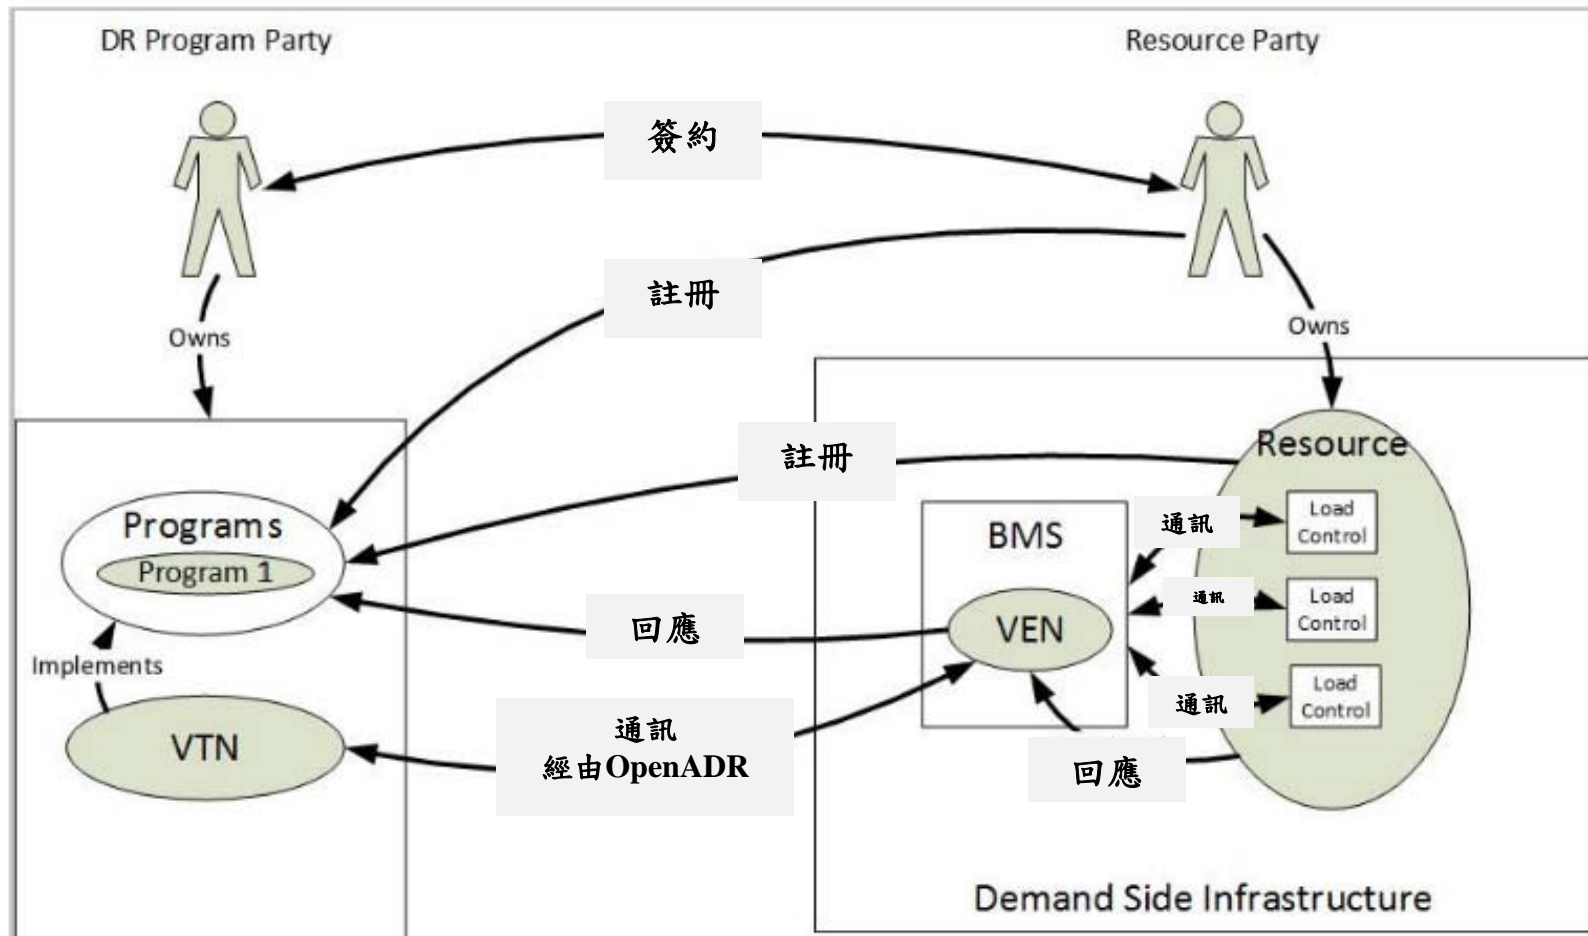 DR Program Party
Resource Party
簽約
註冊
Owns
Owns
註冊
Resource
Programs
Program 1
BMS
通訊
Load
Control
VEN
通訊
Load
Control
回應
Implements
通訊
Load
Control
VTN
通訊
經由OpenADR
回應
Demand Side Infrastructure